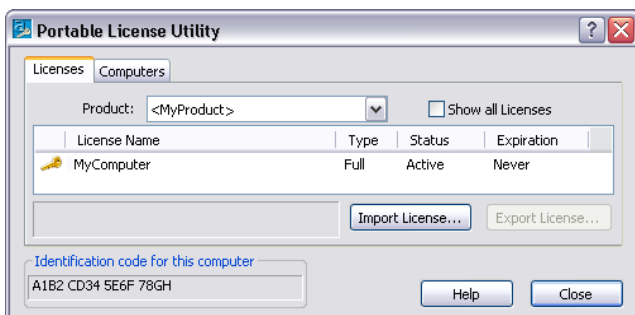 Portable License Utility
Licenses Computers
Product: <MyProduct> Show all Licenses
License Name Type Status Expiration
MyComputer Full Active Never
Import License... Export License...
Identification code for this computer
A1B2 CD34 5E6F 78GH
Help Close